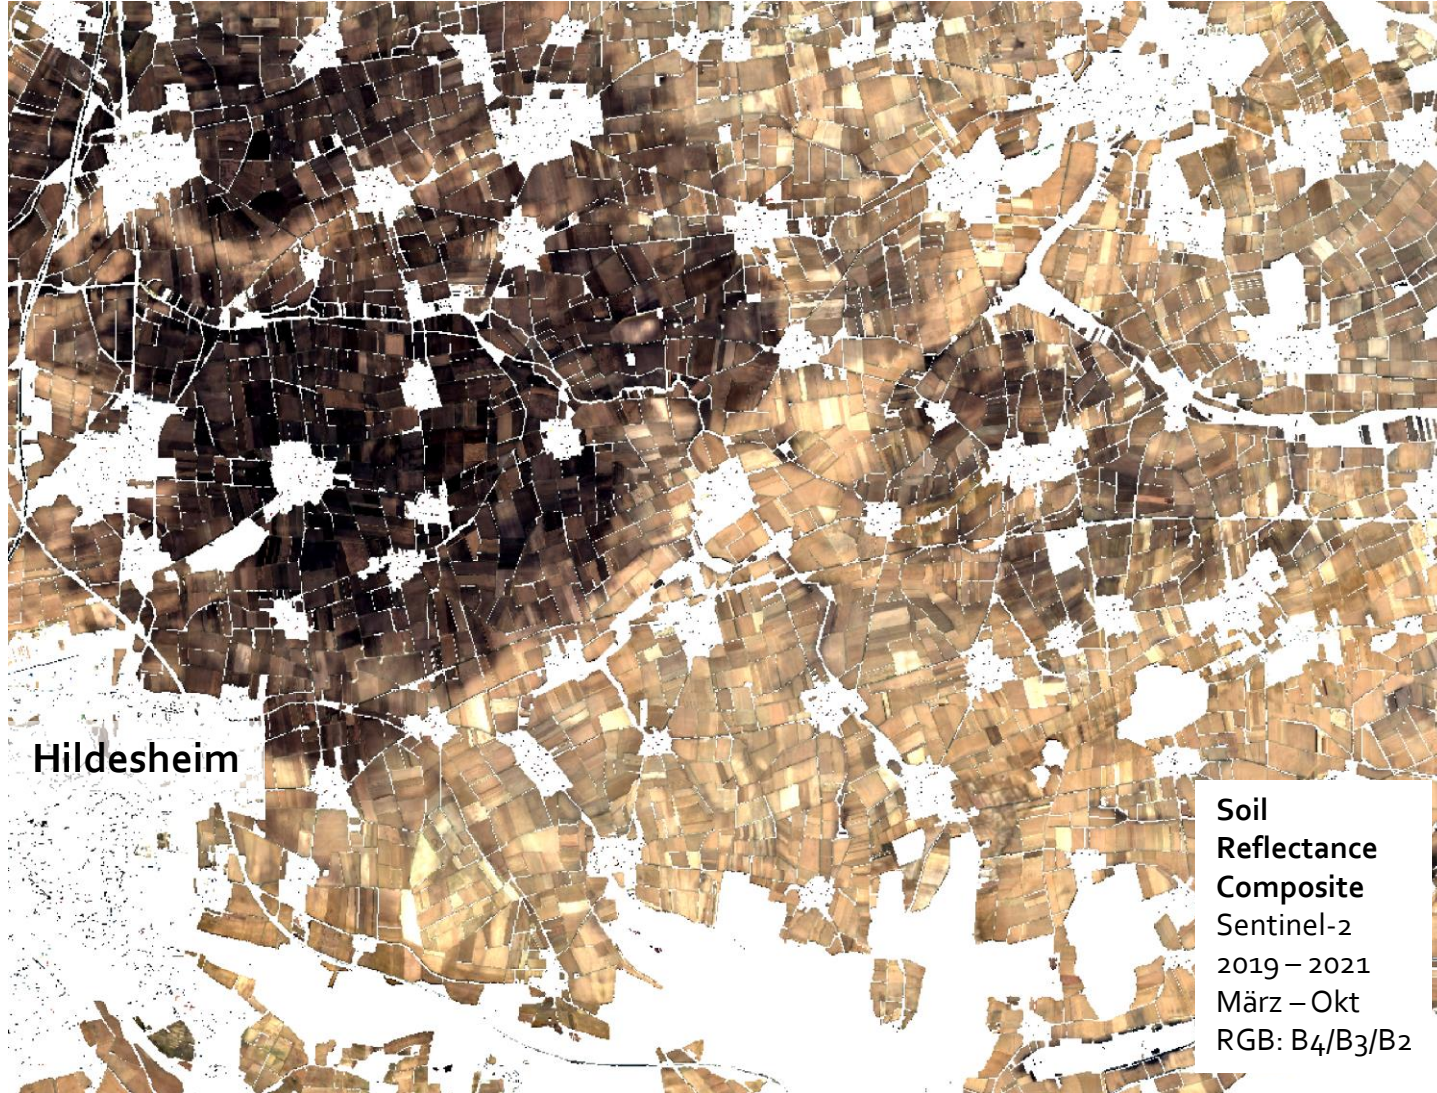 Hildesheim
Soil
Reflectance
Composite
Sentinel-2
2019 – 2021
März – Okt
RGB: B4/B3/B2